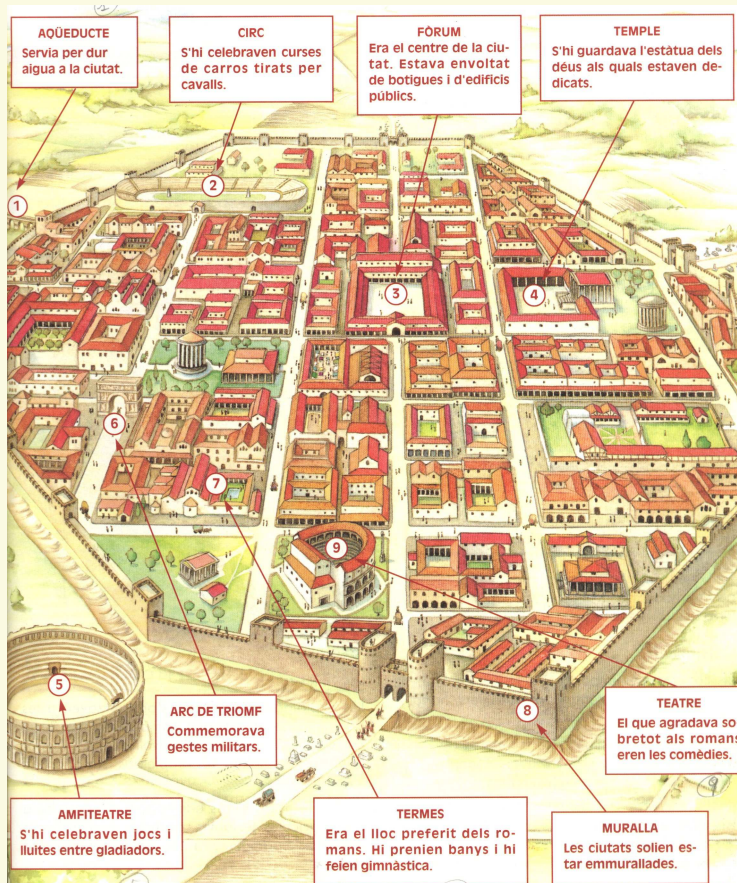 AQÜEDUCTE
Servia per dur
aigua a la ciutat.
CIRC
S'hi celebraven curses
de carros tirats per
cavalls.
FÒRUM
Era el centre de la ciu-
tat. Estava envoltat
de botigues i d'edificis
públics.
TEMPLE
S'hi guardava l'estàtua dels
déus als quals estaven de-
dicats.
1
2
3
4
6
7
9
5
8
ARC DE TRIOMF
Commemorava
gestes militars.
TEATRE
El que agradava so-
bretot als romans
eren les comèdies.
AMFITEATRE
S'hi celebraven jocs i
lluites entre gladiadors.
TERMES
Era el lloc preferit dels ro-
mans. Hi prenien banys i hi
feien gimnàstica.
MURALLA
Les ciutats solien es-
tar emmurallades.